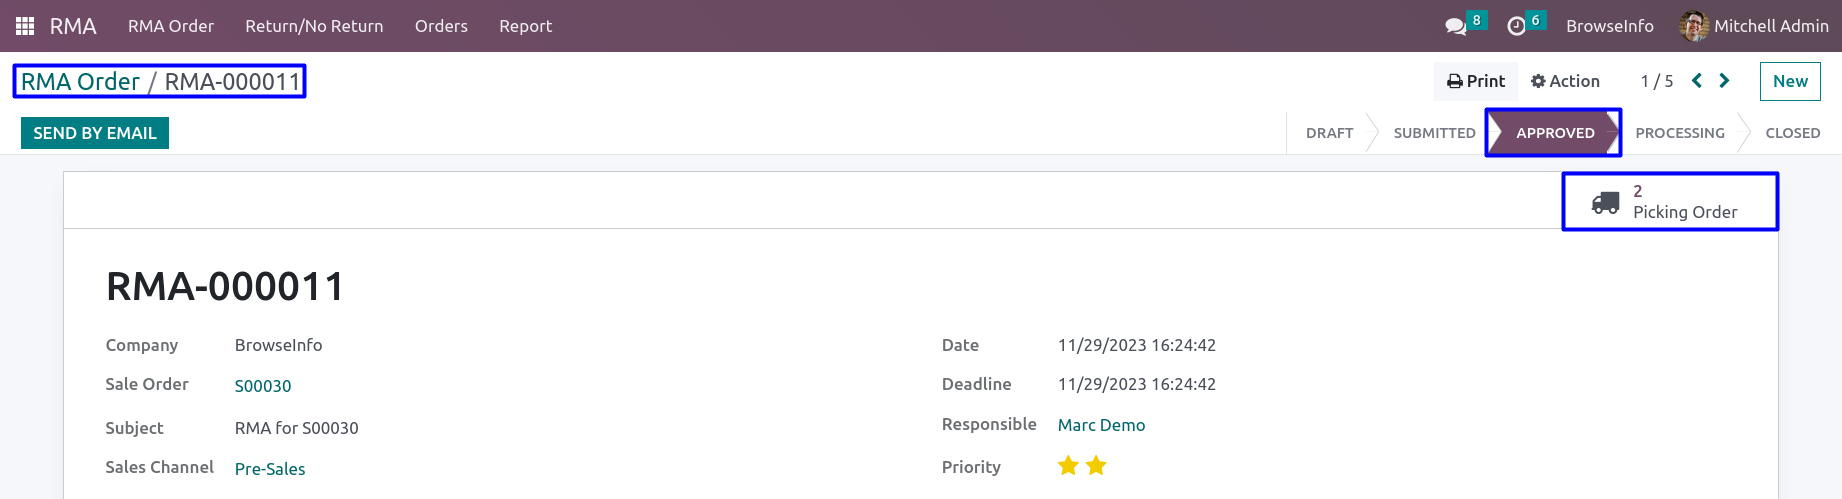 RMA RMA Order Return/No Return Orders Report 8 6 BrowseInfo Mitchell Admin
RMA Order / RMA-000011 Print Action 1 / 5 New
SEND BY EMAIL DRAFT SUBMITTED APPROVED PROCESSING CLOSED
2
Picking Order
RMA-000011
Company BrowseInfo Date 11/29/2023 16:24:42
Sale Order S00030 Deadline 11/29/2023 16:24:42
Subject RMA for S00030 Responsible Marc Demo
Sales Channel Pre-Sales Priority